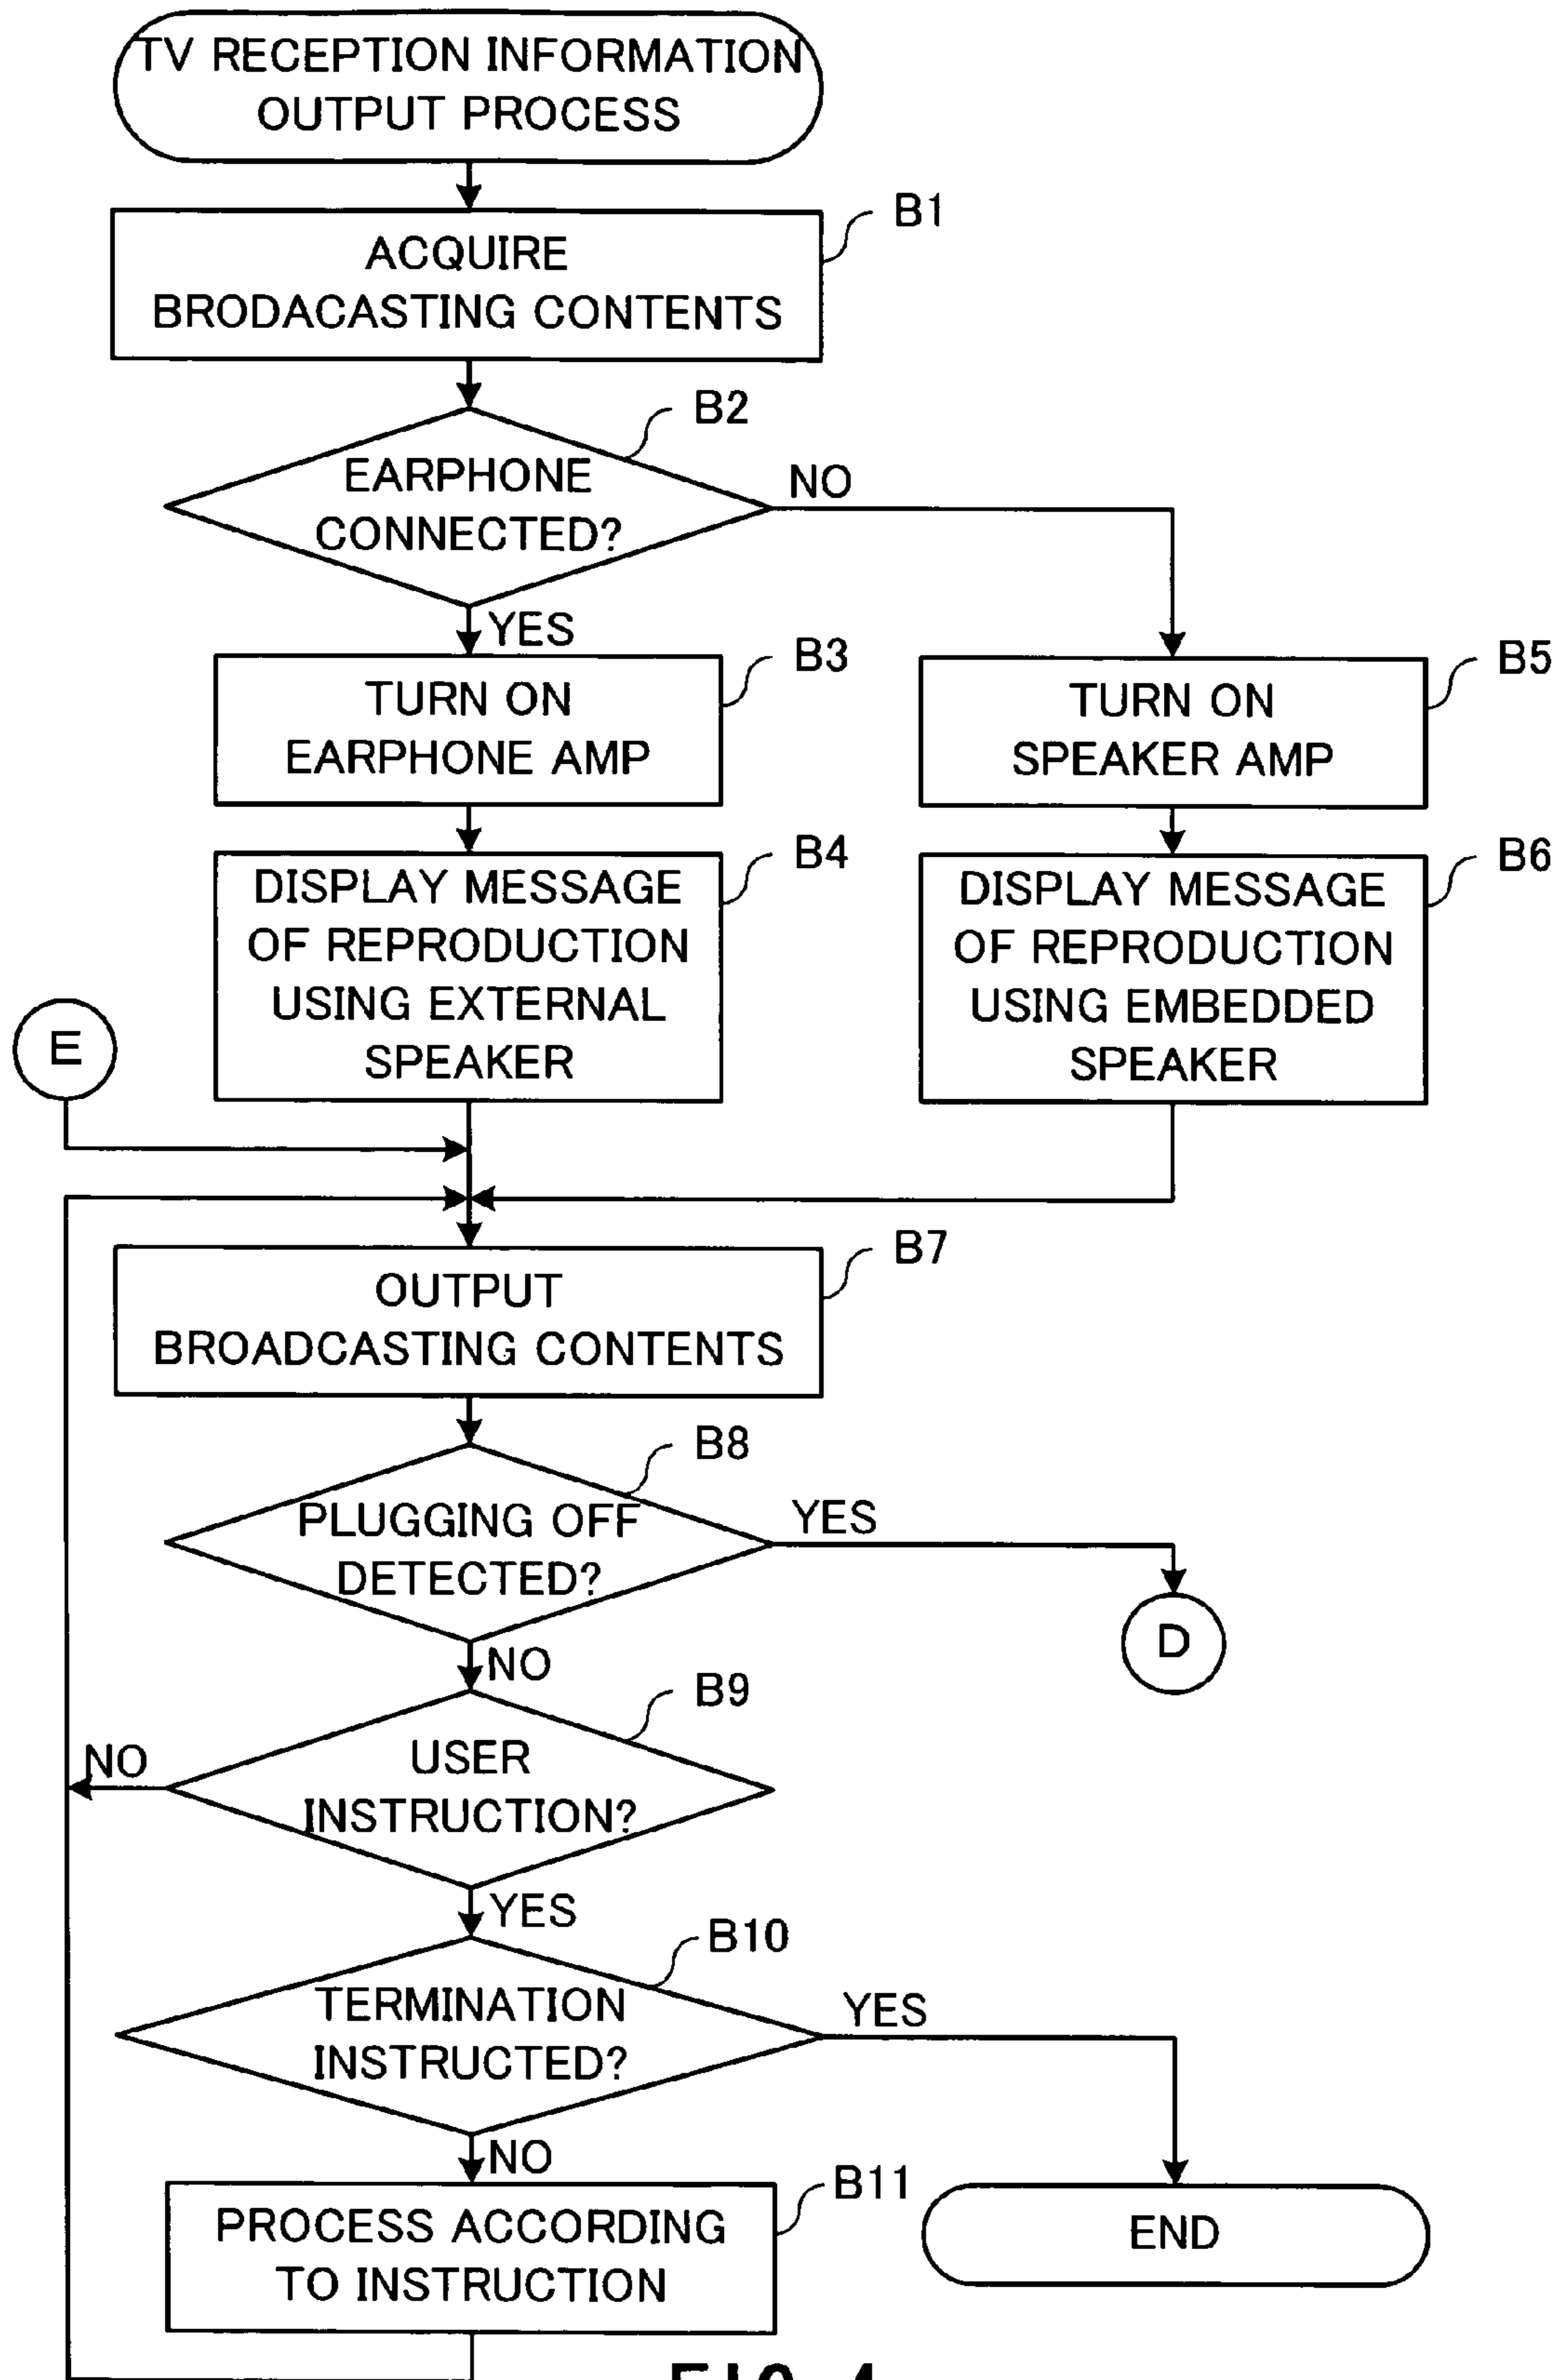 TV RECEPTION INFORMATION
OUTPUT PROCESS
B1
ACQUIRE
BRODACASTING CONTENTS
B2
EARPHONE
CONNECTED?
NO
YES
B3
TURN ON
EARPHONE AMP
B5
TURN ON
SPEAKER AMP
B4
DISPLAY MESSAGE
OF REPRODUCTION
USING EXTERNAL
SPEAKER
B6
DISPLAY MESSAGE
OF REPRODUCTION
USING EMBEDDED
SPEAKER
E
B7
OUTPUT
BROADCASTING CONTENTS
B8
PLUGGING OFF
DETECTED?
YES
D
NO
B9
USER
INSTRUCTION?
NO
YES
B10
TERMINATION
INSTRUCTED?
YES
NO
B11
PROCESS ACCORDING
TO INSTRUCTION
END